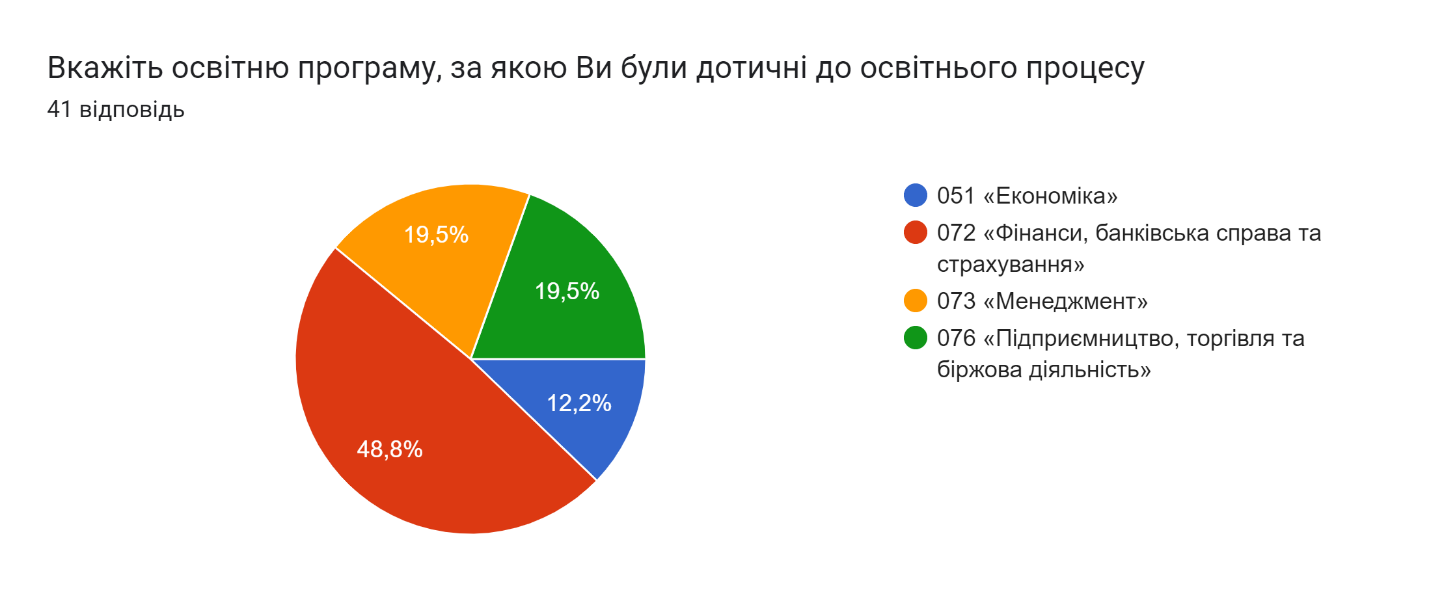 Вкажіть освітню програму, за якою Ви були дотичні до освітнього процесу
41 відповідь
19,5%
19,5%
12,2%
48,8%
051 «Економіка»
072 «Фінанси, банківська справа та
страхування»
073 «Менеджмент»
076 «Підприємництво, торгівля та
біржова діяльність»